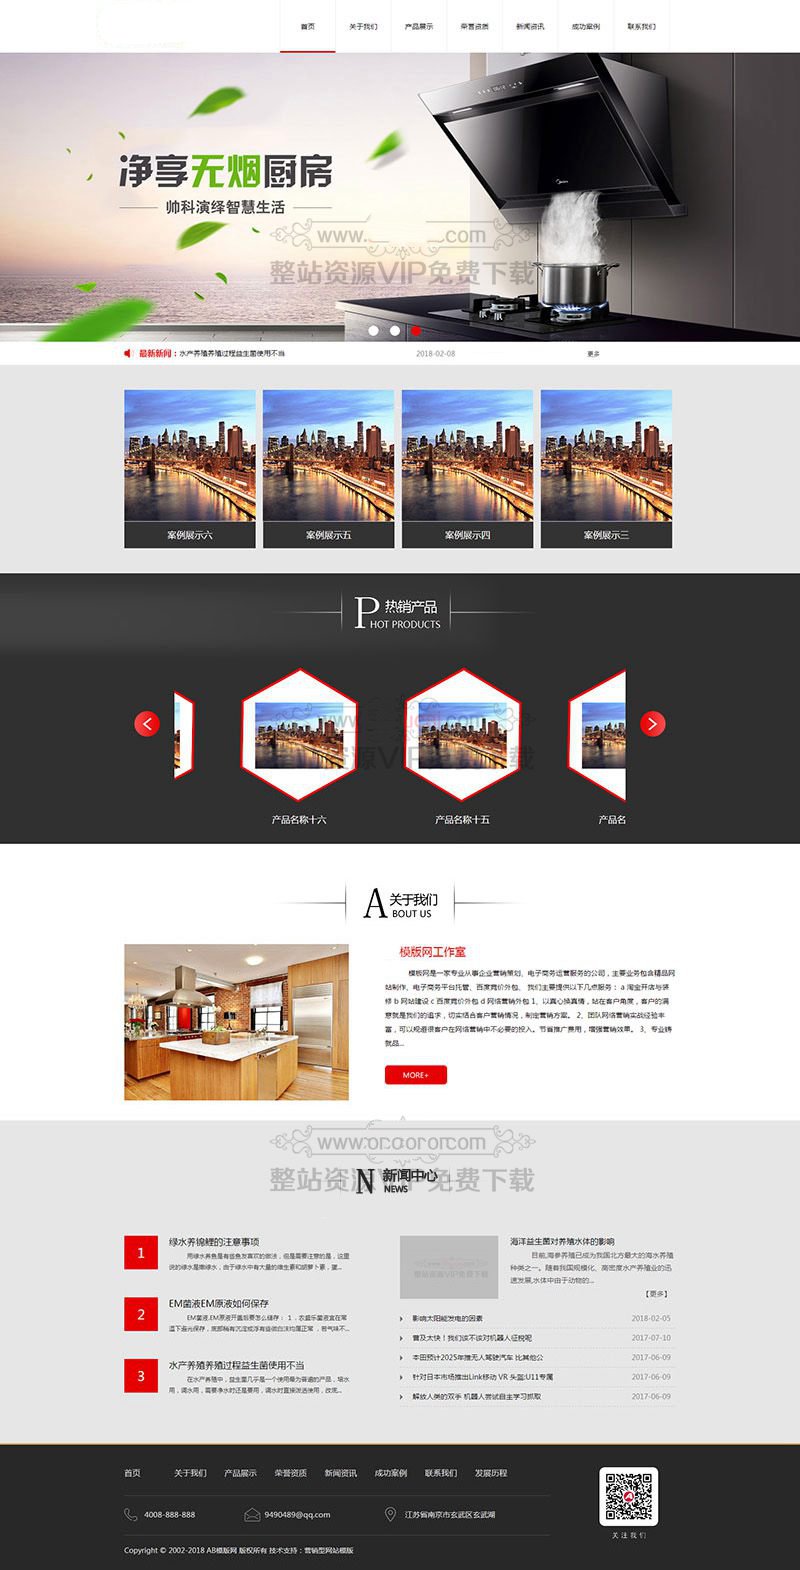 首页 关于我们 产品展示 荣誉资质 新闻资讯 成功案例 联系我们
净享无烟厨房
帅科演绎智慧生活
www. .com
整站资源VIP免费下载
最新新闻：水产养殖养殖过程益生菌使用不当 2018-02-08 更多
案例展示六 案例展示五 案例展示四 案例展示三
P 热销产品
HOT PRODUCTS
产品名称十六 产品名称十五 产品名
A 关于我们
BOUT US
模版网工作室
模版网是一家专业从事企业营销策划、电子商务运营服务的公司，主要业务包含精品网
站制作、电子商务平台托管、百度竞价外包、 我们主要提供以下几点服务： a 淘宝开店与装
修 b 网站建设 c 百度竞价外包 d 网络营销外包 1、以真心换真情，站在客户角度，客户的满
意就是我们的追求，切实结合客户营销情况，制定营销方案。 2、团队网络营销实战经验丰
富，可以规避很客户在网络营销中不必要的投入。节省推广费用，增强营销效果。 3、专业铸
就品...
MORE+
整站资源VIP免费下载
N 新闻中心
NEWS
1 绿水养锦鲤的注意事项
用绿水养鱼是有些鱼友喜欢的做法，但是需要注意的是，这里
说的绿水是嫩绿水，由于绿水中有大量的维生素和胡萝卜素，建...
2 EM菌液EM原液如何保存
EM菌液,EM原液开盖后要怎么储存： 1 ，农盛乐菌液宜在常
温下避光保存，底部稍有沉淀或浮有些微白沫均属正常 ，若气味不...
3 水产养殖养殖过程益生菌使用不当
在水产养殖中，益生菌几乎是一个使用最为普遍的产品，培水
用，调水用，需要净水时还是要用，调水时直接泼洒使用，改底...
海洋益生菌对养殖水体的影响
目前,海参养殖已成为我国北方最大的海水养殖
种类之一。随着我国规模化、高密度水产养殖业的迅
速发展,水体中由于动物的...
【更多】
影响太阳能发电的因素 2018-02-05
普及太快！我们该不该对机器人征税呢 2017-07-10
本田预计2025年推无人驾驶汽车 比其他公 2017-06-09
针对日本市场推出Link移动 VR 头盔:U11专属 2017-06-09
解放人类的双手 机器人尝试自主学习抓取 2017-06-09
首页 关于我们 产品展示 荣誉资质 新闻资讯 成功案例 联系我们 发展历程
4008-888-888 9490489@qq.com 江苏省南京市玄武区玄武湖
关注我们
Copyright © 2002-2018 AB模版网 版权所有 技术支持：营销型网站模版